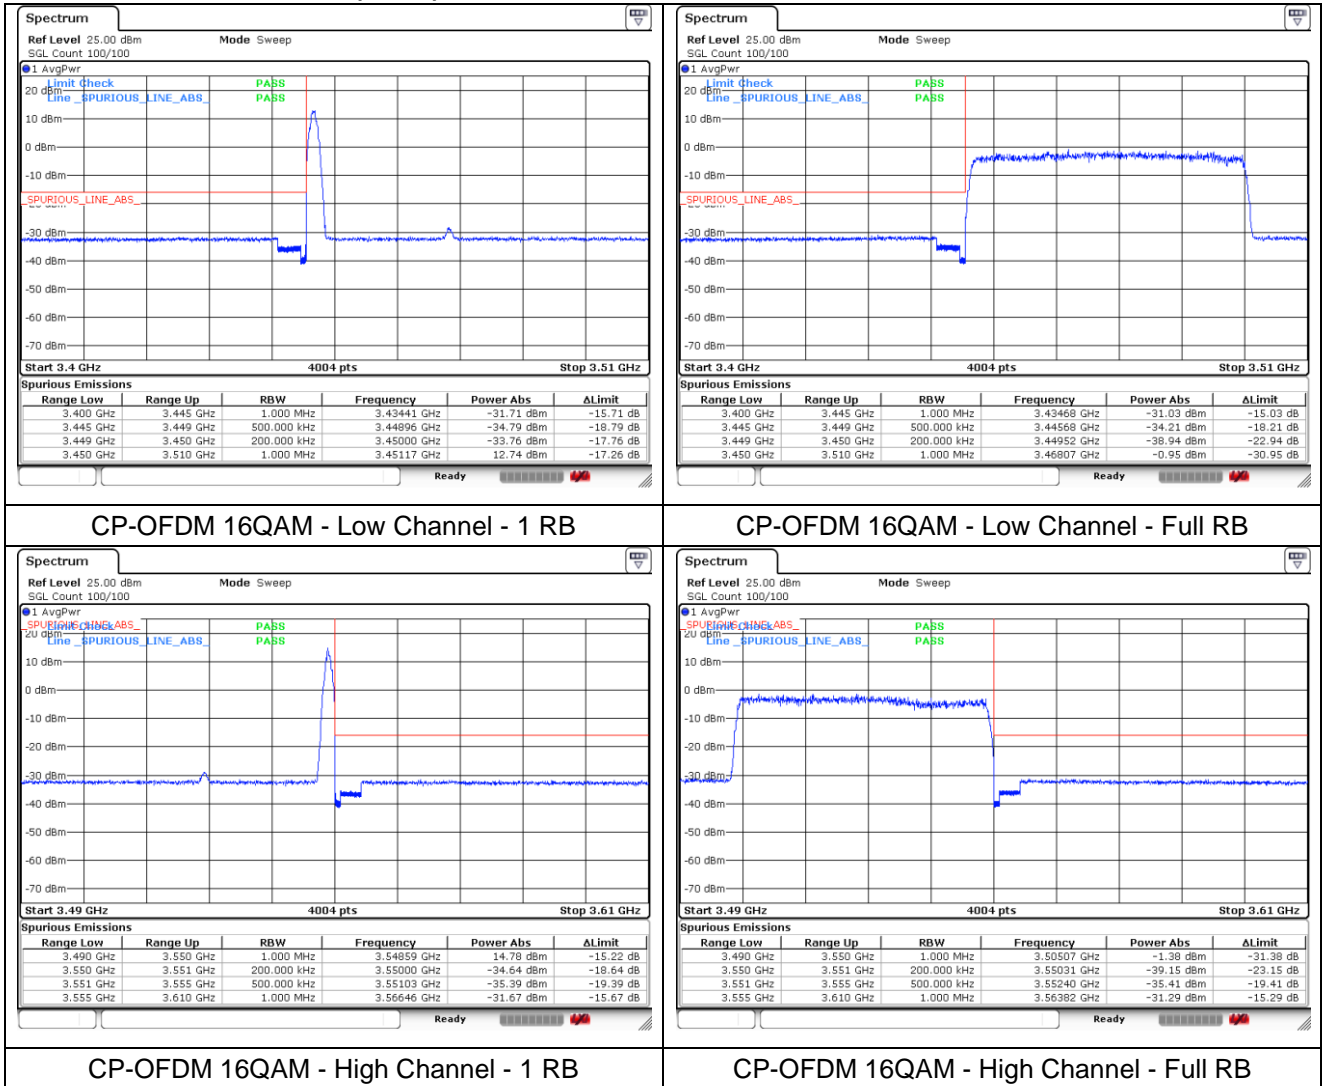 Spectrum
Ref Level 25.00 dBm Mode Sweep
SGL Count 100/100
1 AvgPwr
Limit Check PASS
20 dBm
Line _SPURIOUS_LINE_ABS_ PASS
10 dBm
0 dBm
-10 dBm
_SPURIOUS_LINE_ABS_
-30 dBm
-40 dBm
-50 dBm
-60 dBm
-70 dBm
Start 3.4 GHz 4004 pts Stop 3.51 GHz
Spurious Emissions
Range Low Range Up RBW Frequency Power Abs ΔLimit
3.400 GHz 3.445 GHz 1.000 MHz 3.43441 GHz -31.71 dBm -15.71 dB
3.445 GHz 3.449 GHz 500.000 kHz 3.44896 GHz -34.79 dBm -18.79 dB
3.449 GHz 3.450 GHz 200.000 kHz 3.45000 GHz -33.76 dBm -17.76 dB
3.450 GHz 3.510 GHz 1.000 MHz 3.45117 GHz 12.74 dBm -17.26 dB
Ready
CP-OFDM 16QAM - Low Channel - 1 RB
Spectrum
Ref Level 25.00 dBm Mode Sweep
SGL Count 100/100
1 AvgPwr
Limit Check PASS
20 dBm
Line _SPURIOUS_LINE_ABS_ PASS
10 dBm
0 dBm
-10 dBm
_SPURIOUS_LINE_ABS_
-30 dBm
-40 dBm
-50 dBm
-60 dBm
-70 dBm
Start 3.4 GHz 4004 pts Stop 3.51 GHz
Spurious Emissions
Range Low Range Up RBW Frequency Power Abs ΔLimit
3.400 GHz 3.445 GHz 1.000 MHz 3.43468 GHz -31.03 dBm -15.03 dB
3.445 GHz 3.449 GHz 500.000 kHz 3.44568 GHz -34.21 dBm -18.21 dB
3.449 GHz 3.450 GHz 200.000 kHz 3.44952 GHz -38.94 dBm -22.94 dB
3.450 GHz 3.510 GHz 1.000 MHz 3.46807 GHz -0.95 dBm -30.95 dB
Ready
CP-OFDM 16QAM - Low Channel - Full RB
Spectrum
Ref Level 25.00 dBm Mode Sweep
SGL Count 100/100
1 AvgPwr
_SPURIOUS_LINE_ABS_
Limit Check PASS
20 dBm
Line _SPURIOUS_LINE_ABS_ PASS
10 dBm
0 dBm
-10 dBm
-20 dBm
-30 dBm
-40 dBm
-50 dBm
-60 dBm
-70 dBm
Start 3.49 GHz 4004 pts Stop 3.61 GHz
Spurious Emissions
Range Low Range Up RBW Frequency Power Abs ΔLimit
3.490 GHz 3.550 GHz 1.000 MHz 3.54859 GHz 14.78 dBm -15.22 dB
3.550 GHz 3.551 GHz 200.000 kHz 3.55000 GHz -34.64 dBm -18.64 dB
3.551 GHz 3.555 GHz 500.000 kHz 3.55103 GHz -35.39 dBm -19.39 dB
3.555 GHz 3.610 GHz 1.000 MHz 3.56646 GHz -31.67 dBm -15.67 dB
Ready
CP-OFDM 16QAM - High Channel - 1 RB
Spectrum
Ref Level 25.00 dBm Mode Sweep
SGL Count 100/100
1 AvgPwr
_SPURIOUS_LINE_ABS_
Limit Check PASS
20 dBm
Line _SPURIOUS_LINE_ABS_ PASS
10 dBm
0 dBm
-10 dBm
-20 dBm
-30 dBm
-40 dBm
-50 dBm
-60 dBm
-70 dBm
Start 3.49 GHz 4004 pts Stop 3.61 GHz
Spurious Emissions
Range Low Range Up RBW Frequency Power Abs ΔLimit
3.490 GHz 3.550 GHz 1.000 MHz 3.50507 GHz -1.38 dBm -31.38 dB
3.550 GHz 3.551 GHz 200.000 kHz 3.55031 GHz -39.15 dBm -23.15 dB
3.551 GHz 3.555 GHz 500.000 kHz 3.55240 GHz -35.41 dBm -19.41 dB
3.555 GHz 3.610 GHz 1.000 MHz 3.56382 GHz -31.29 dBm -15.29 dB
Ready
CP-OFDM 16QAM - High Channel - Full RB